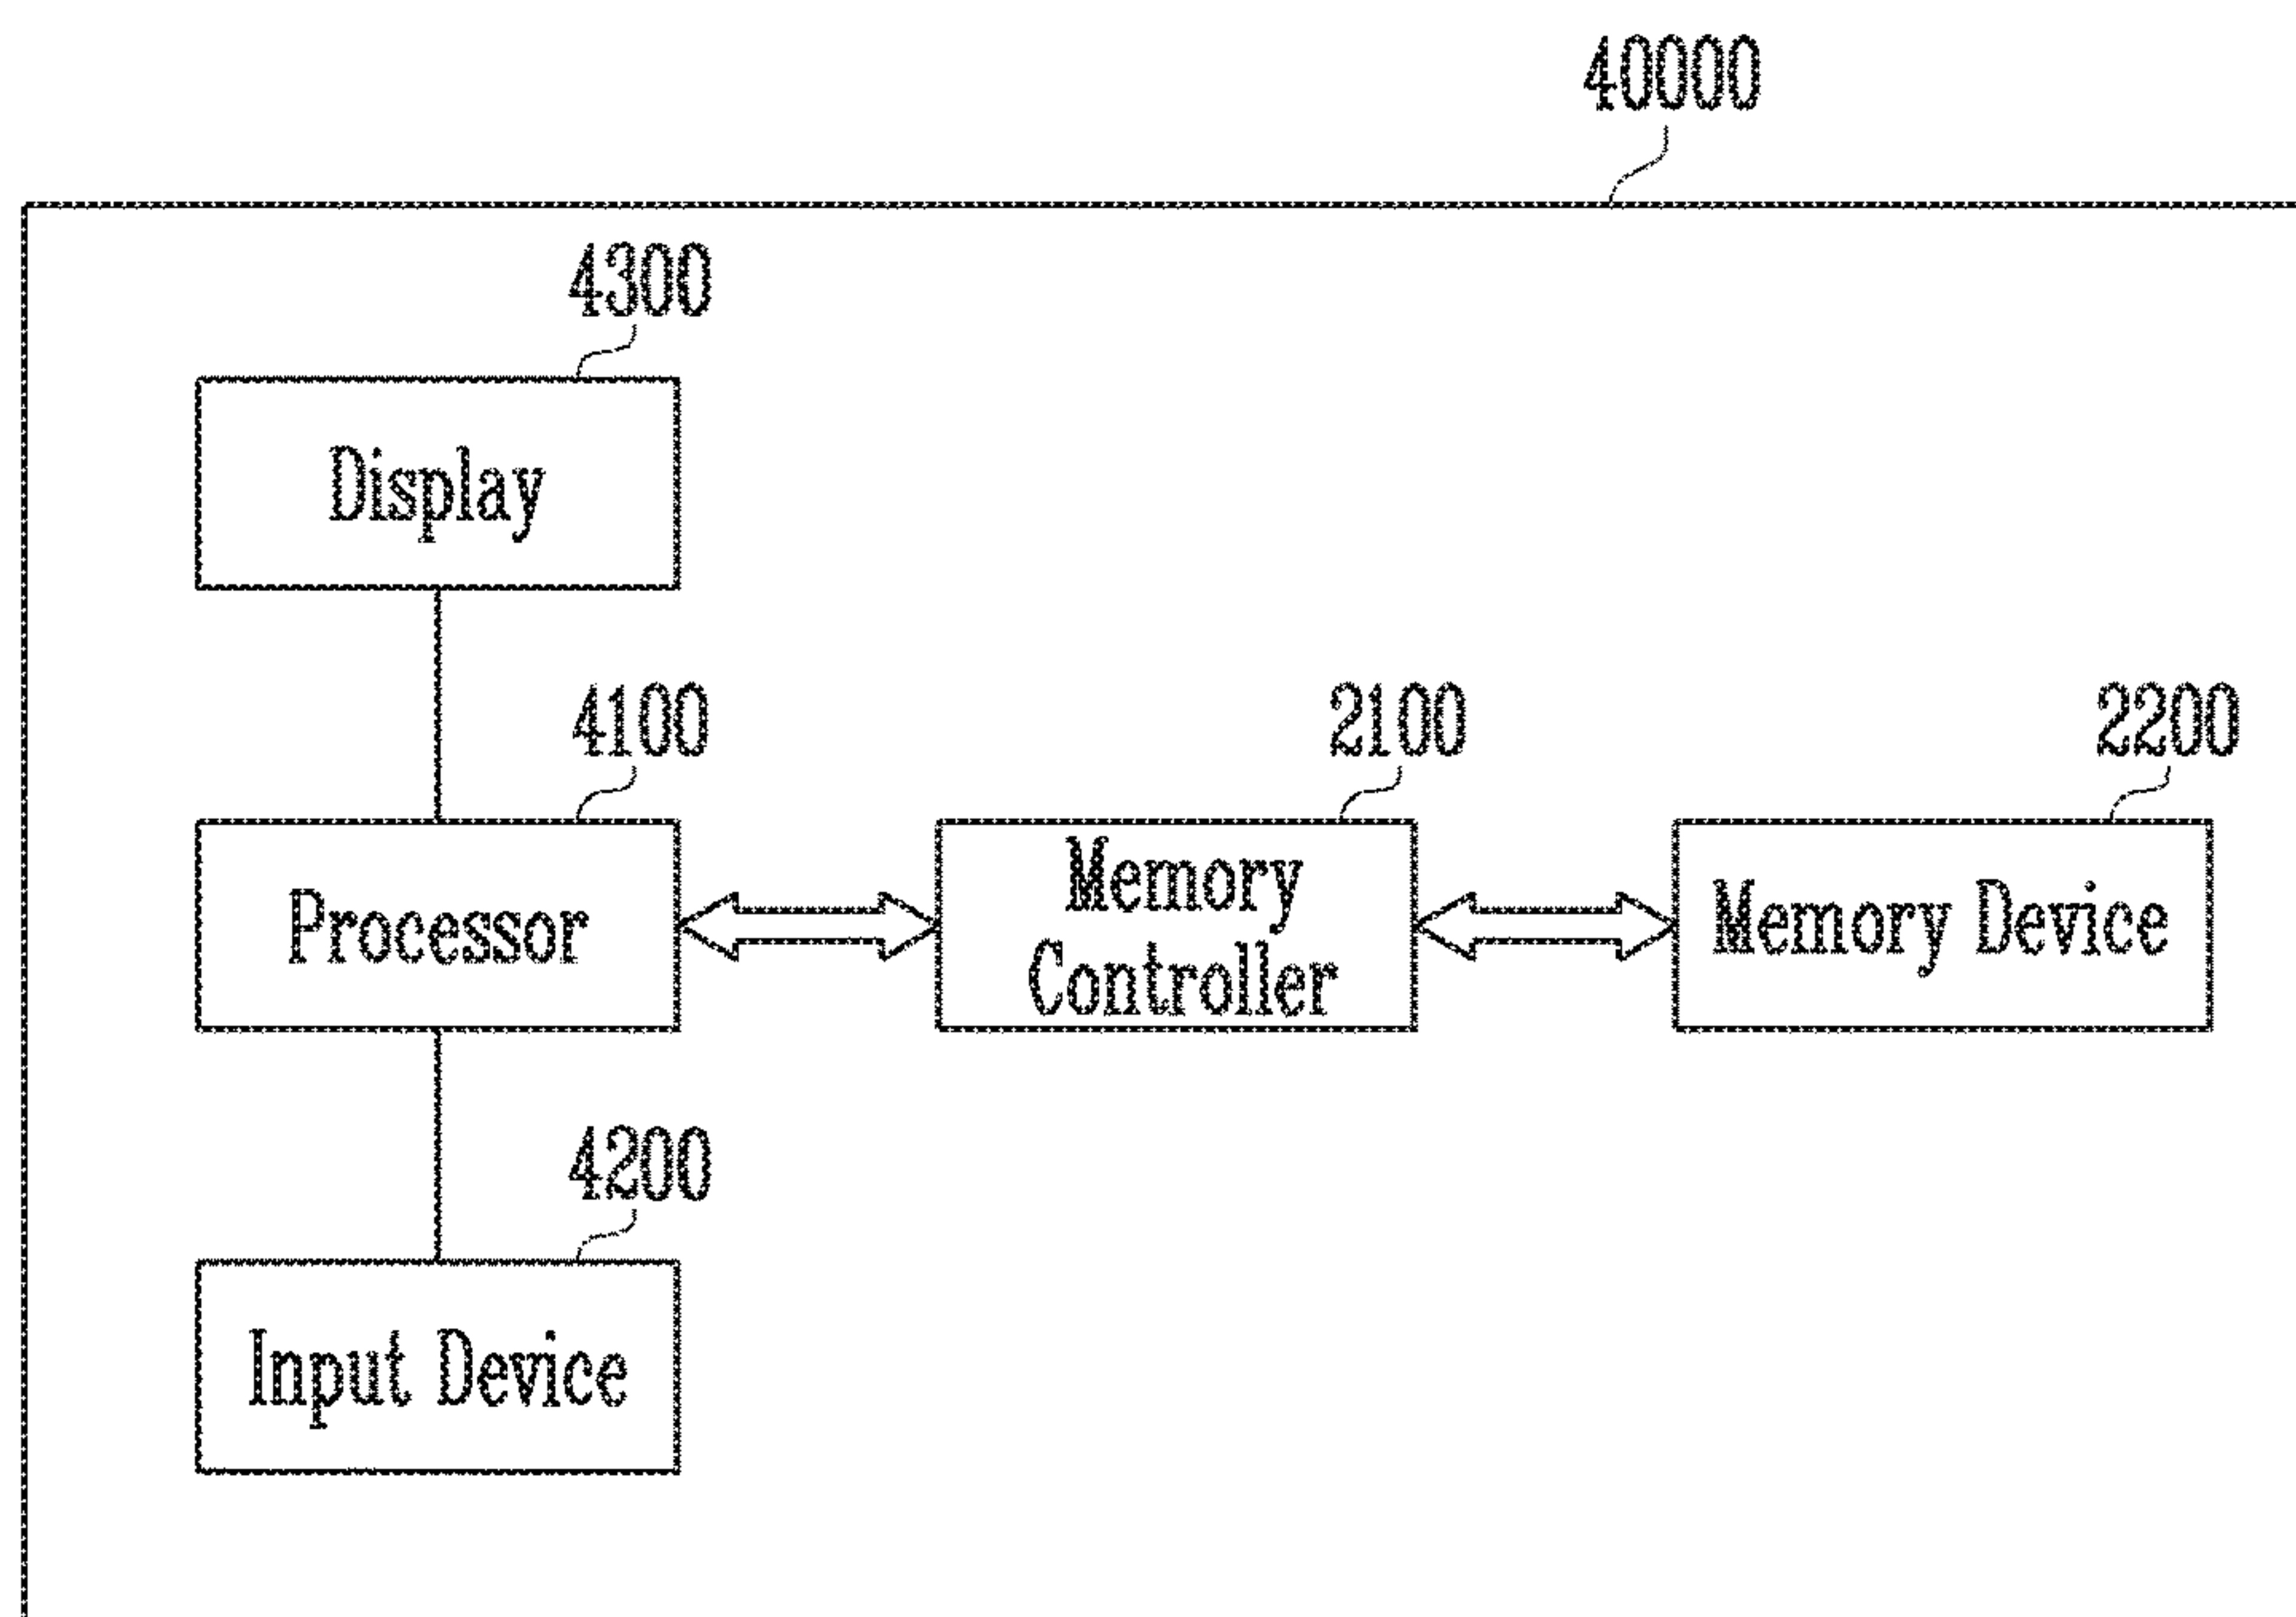 40000
4300
Display
4100
2100
2200
Processor
Memory
Controller
Memory Device
4200
Input Device